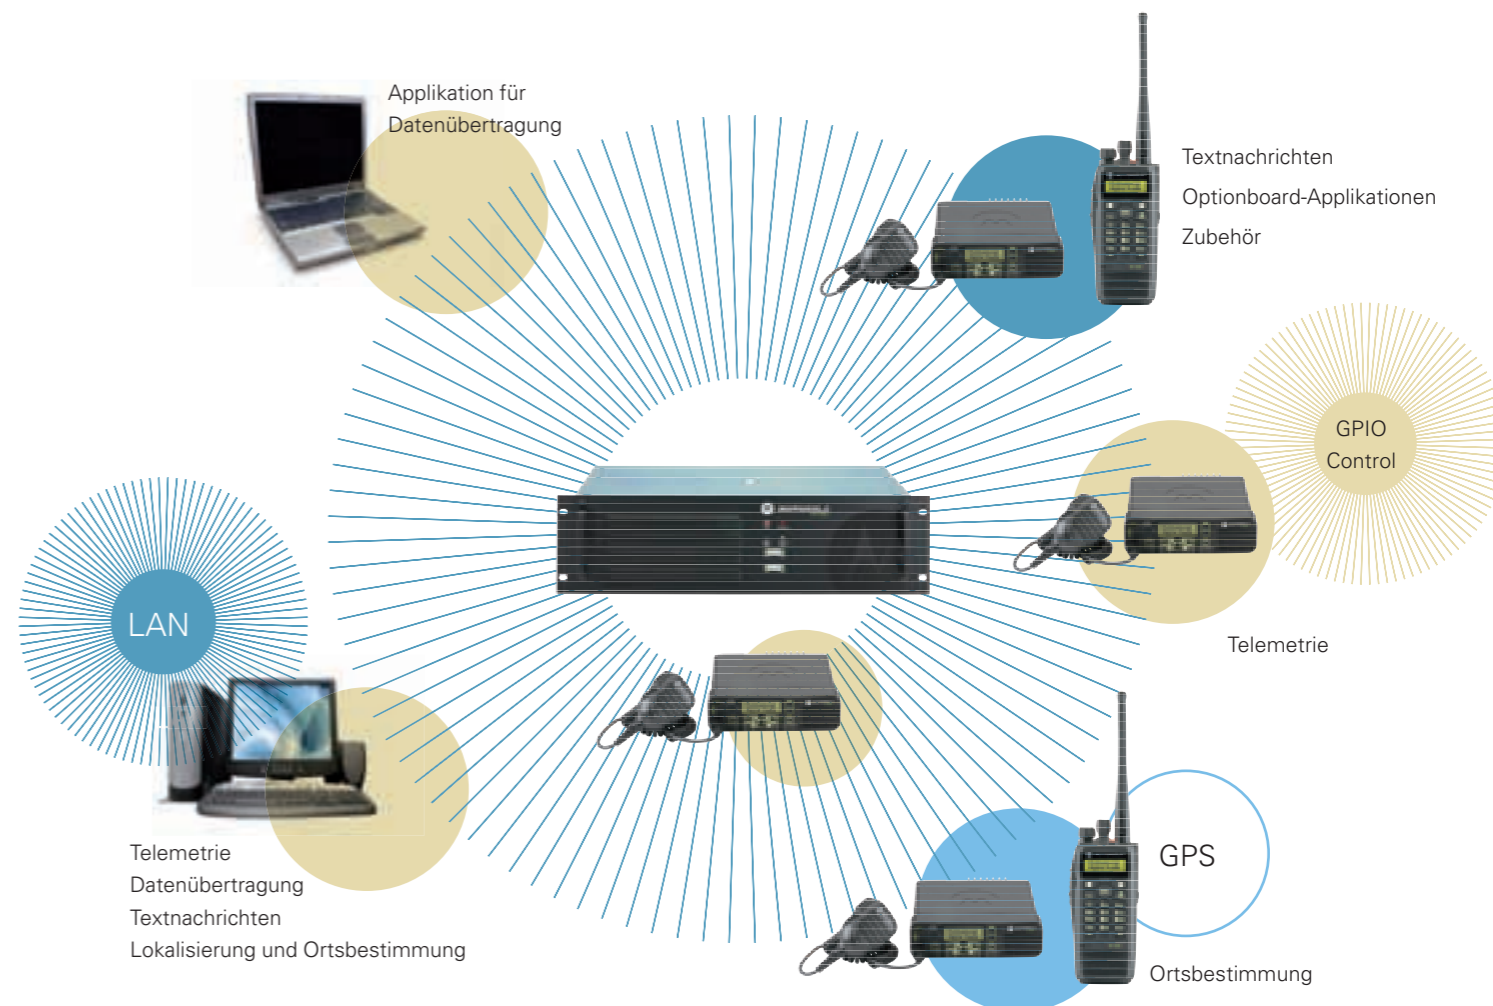 Applikation für
Datenübertragung
Textnachrichten
Optionboard-Applikationen
Zubehör
GPIO
Control
Telemetrie
LAN
Telemetrie
Datenübertragung
Textnachrichten
Lokalisierung und Ortsbestimmung
GPS
Ortsbestimmung